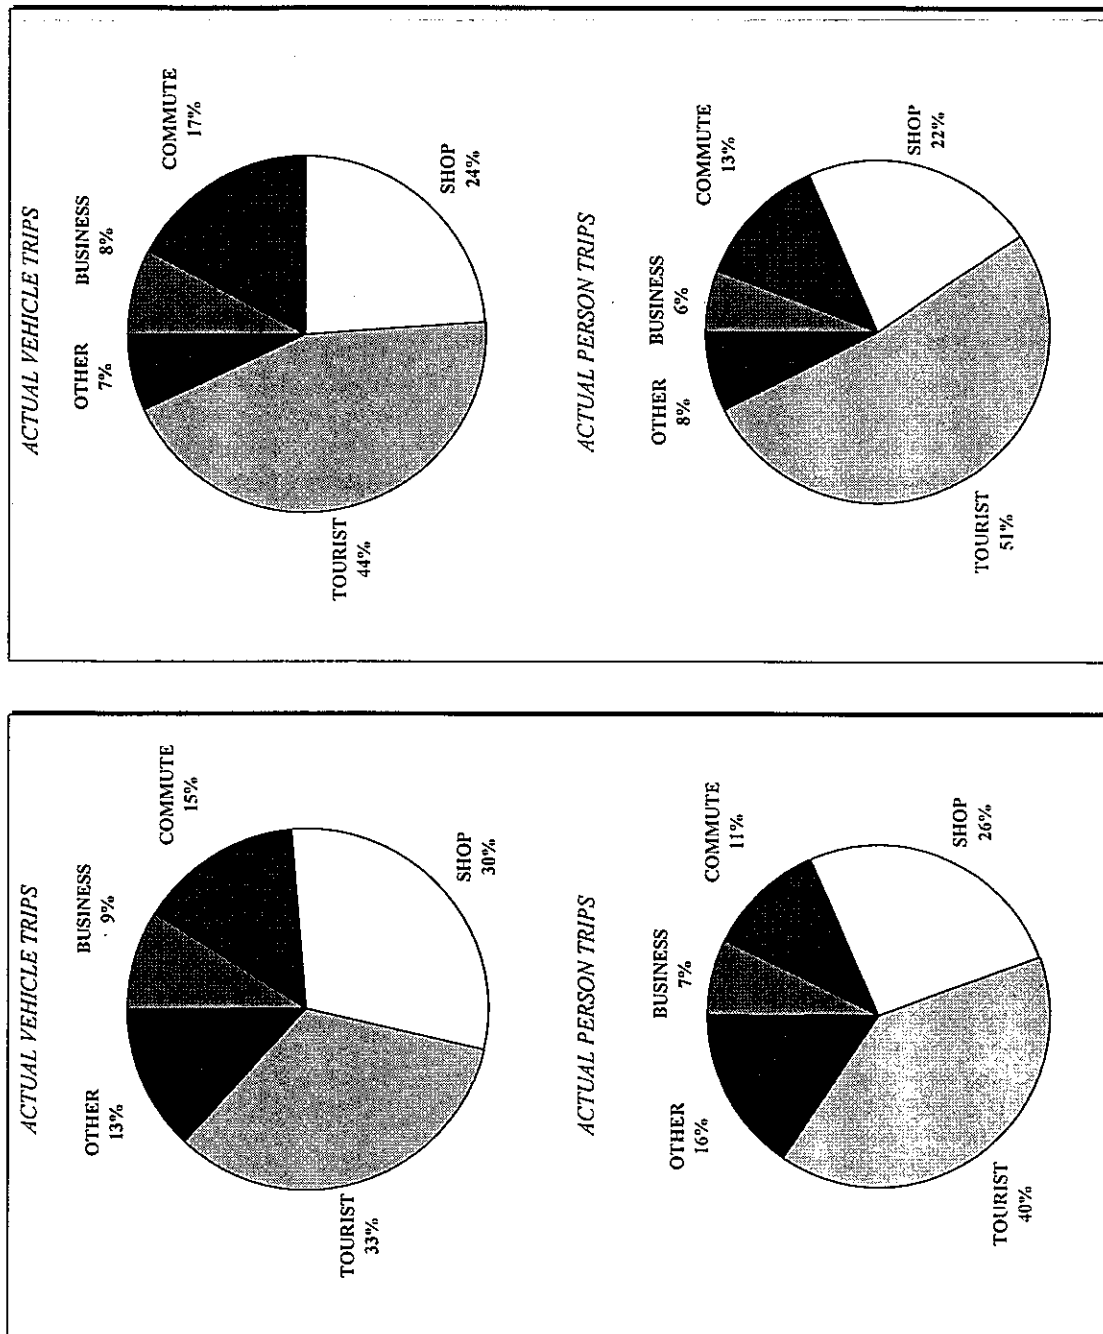 ACTUAL VEHICLE TRIPS
OTHER
13%
BUSINESS
9%
COMMUTE
15%
TOURIST
33%
SHOP
30%
ACTUAL PERSON TRIPS
OTHER
16%
BUSINESS
7%
COMMUTE
11%
TOURIST
40%
SHOP
26%
ACTUAL VEHICLE TRIPS
OTHER
7%
BUSINESS
8%
COMMUTE
17%
TOURIST
44%
SHOP
24%
ACTUAL PERSON TRIPS
OTHER
8%
BUSINESS
6%
COMMUTE
13%
TOURIST
51%
SHOP
22%